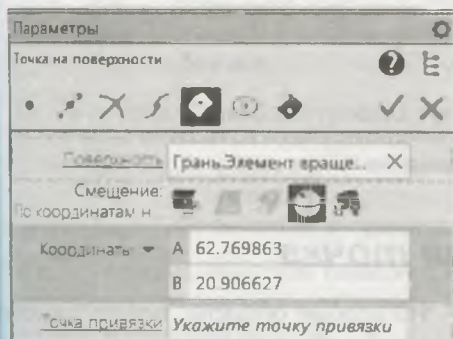 Параметры
Точка на поверхности
Поверхность Грань.Элемент враще...
Смещение:
По координатам н
Координаты A 62.769863
B 20.906627
Точка привязки Укажите точку привязки